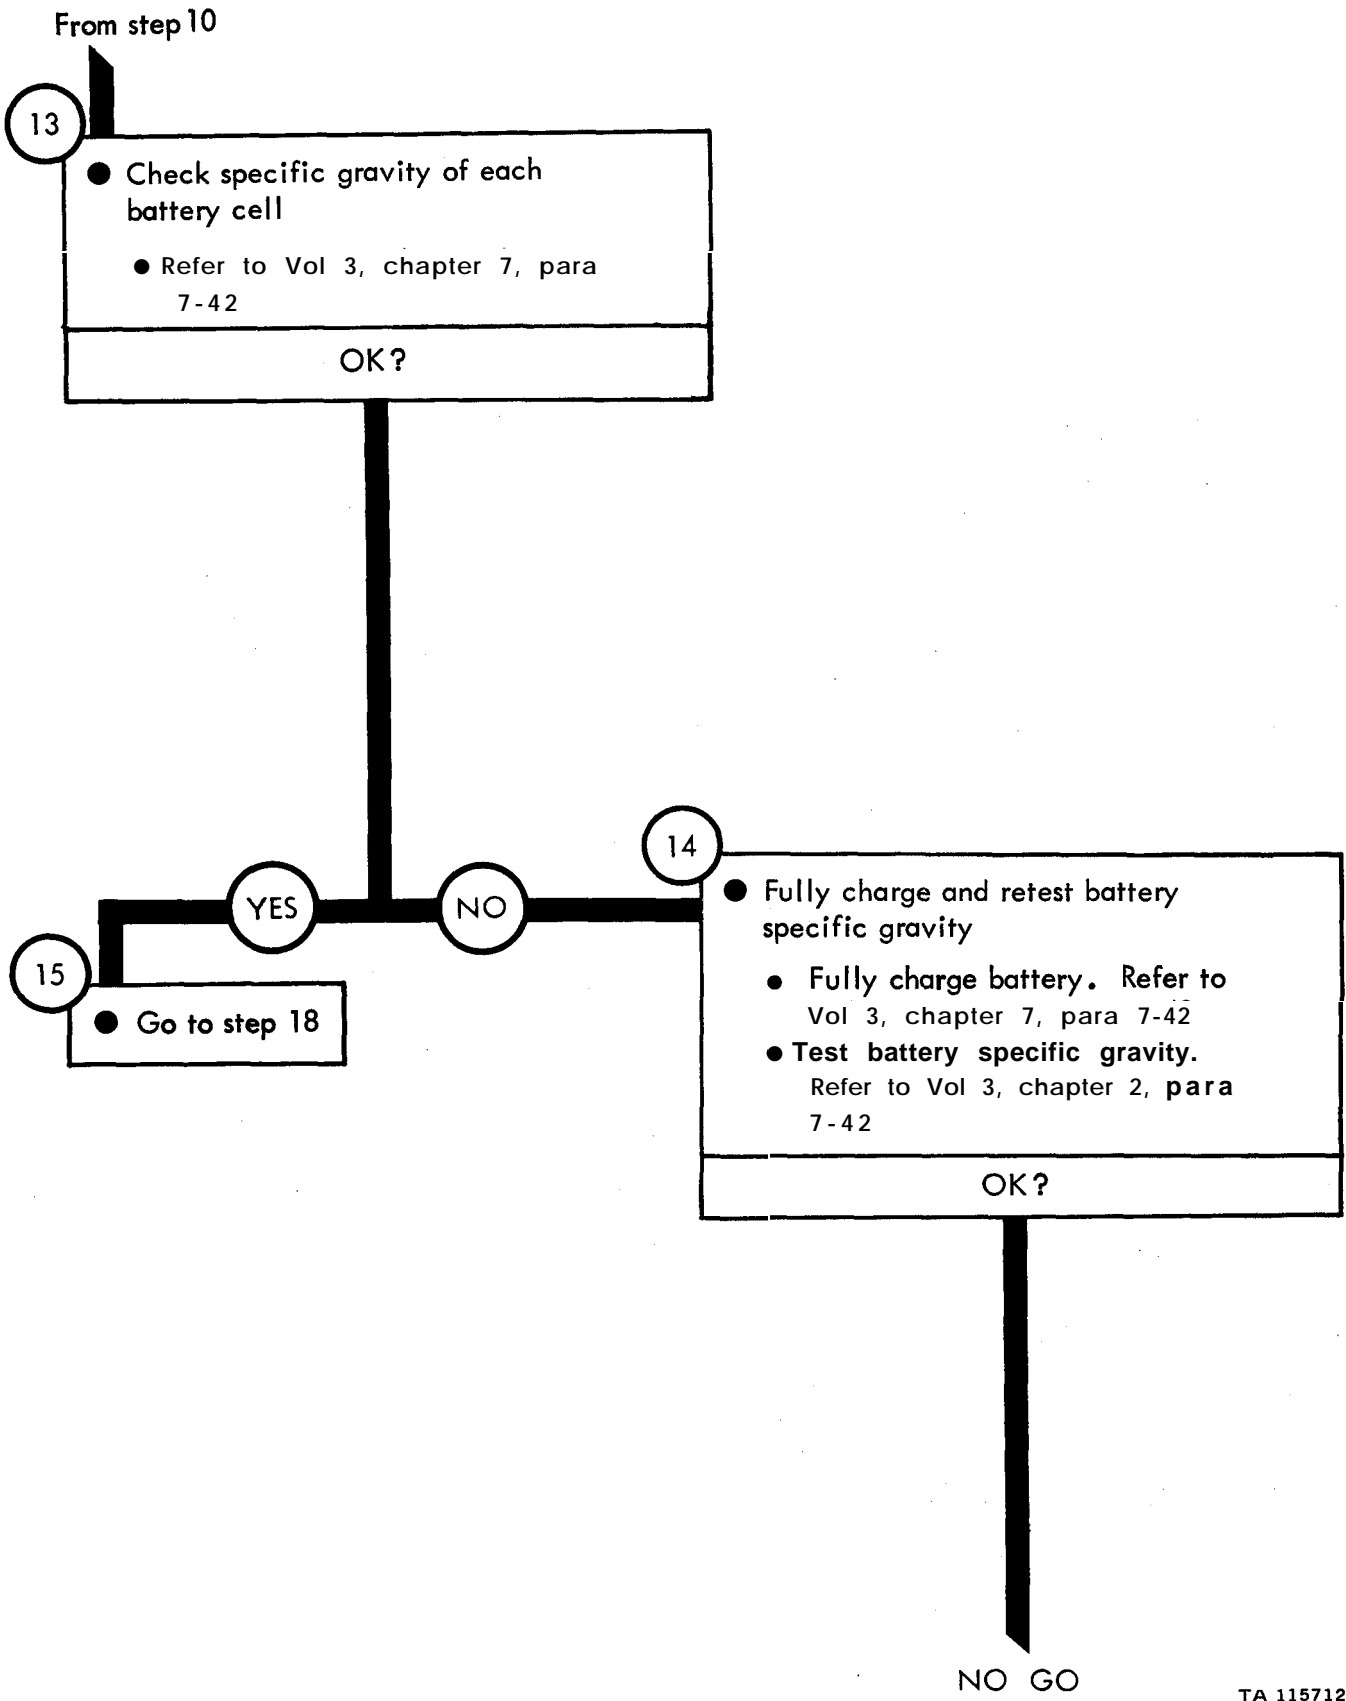 From step 10
13
● Check specific gravity of each
battery cell
● Refer to Vol 3, chapter 7, para
7-42
OK?
YES
NO
15
● Go to step 18
14
● Fully charge and retest battery
specific gravity
● Fully charge battery. Refer to
Vol 3, chapter 7, para 7-42
● Test battery specific gravity.
Refer to Vol 3, chapter 2, para
7-42
OK?
NO GO
TA 115712